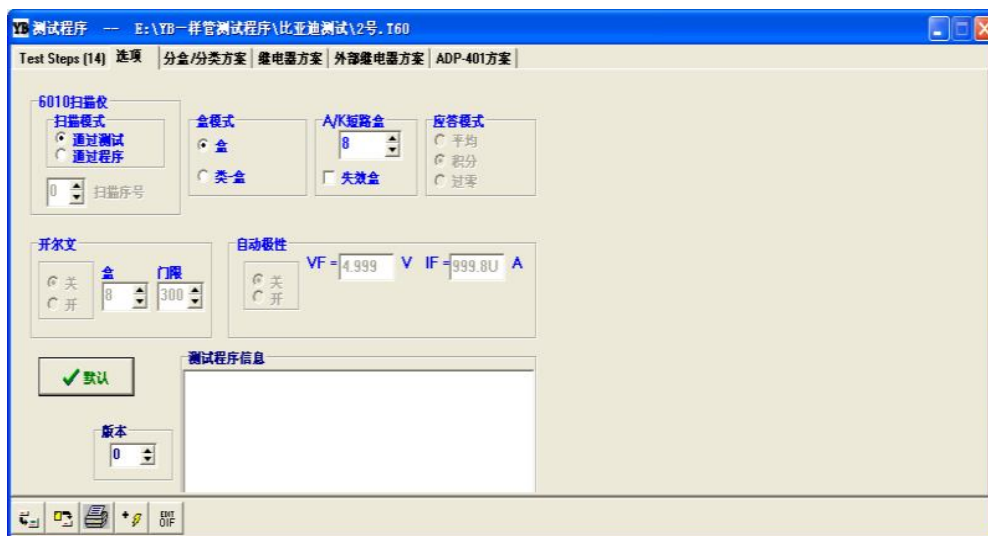 YB 测试程序 -- E:\YB-样管测试程序\比亚迪测试\2号.T60
Test Steps (14) 选项 分盒/分类方案 继电器方案 外部继电器方案 ADP-401方案
6010扫描仪
扫描模式
通过测试
通过程序
0 扫描序号
盒模式
盒
类-盒
A/K短路盒
8
失效盒
应答模式
平均
积分
过零
开尔文
关
开
盒
8
门限
300
自动极性
关
开
VF = 4.999 V IF = 999.8U A
默认
测试程序信息
版本
0